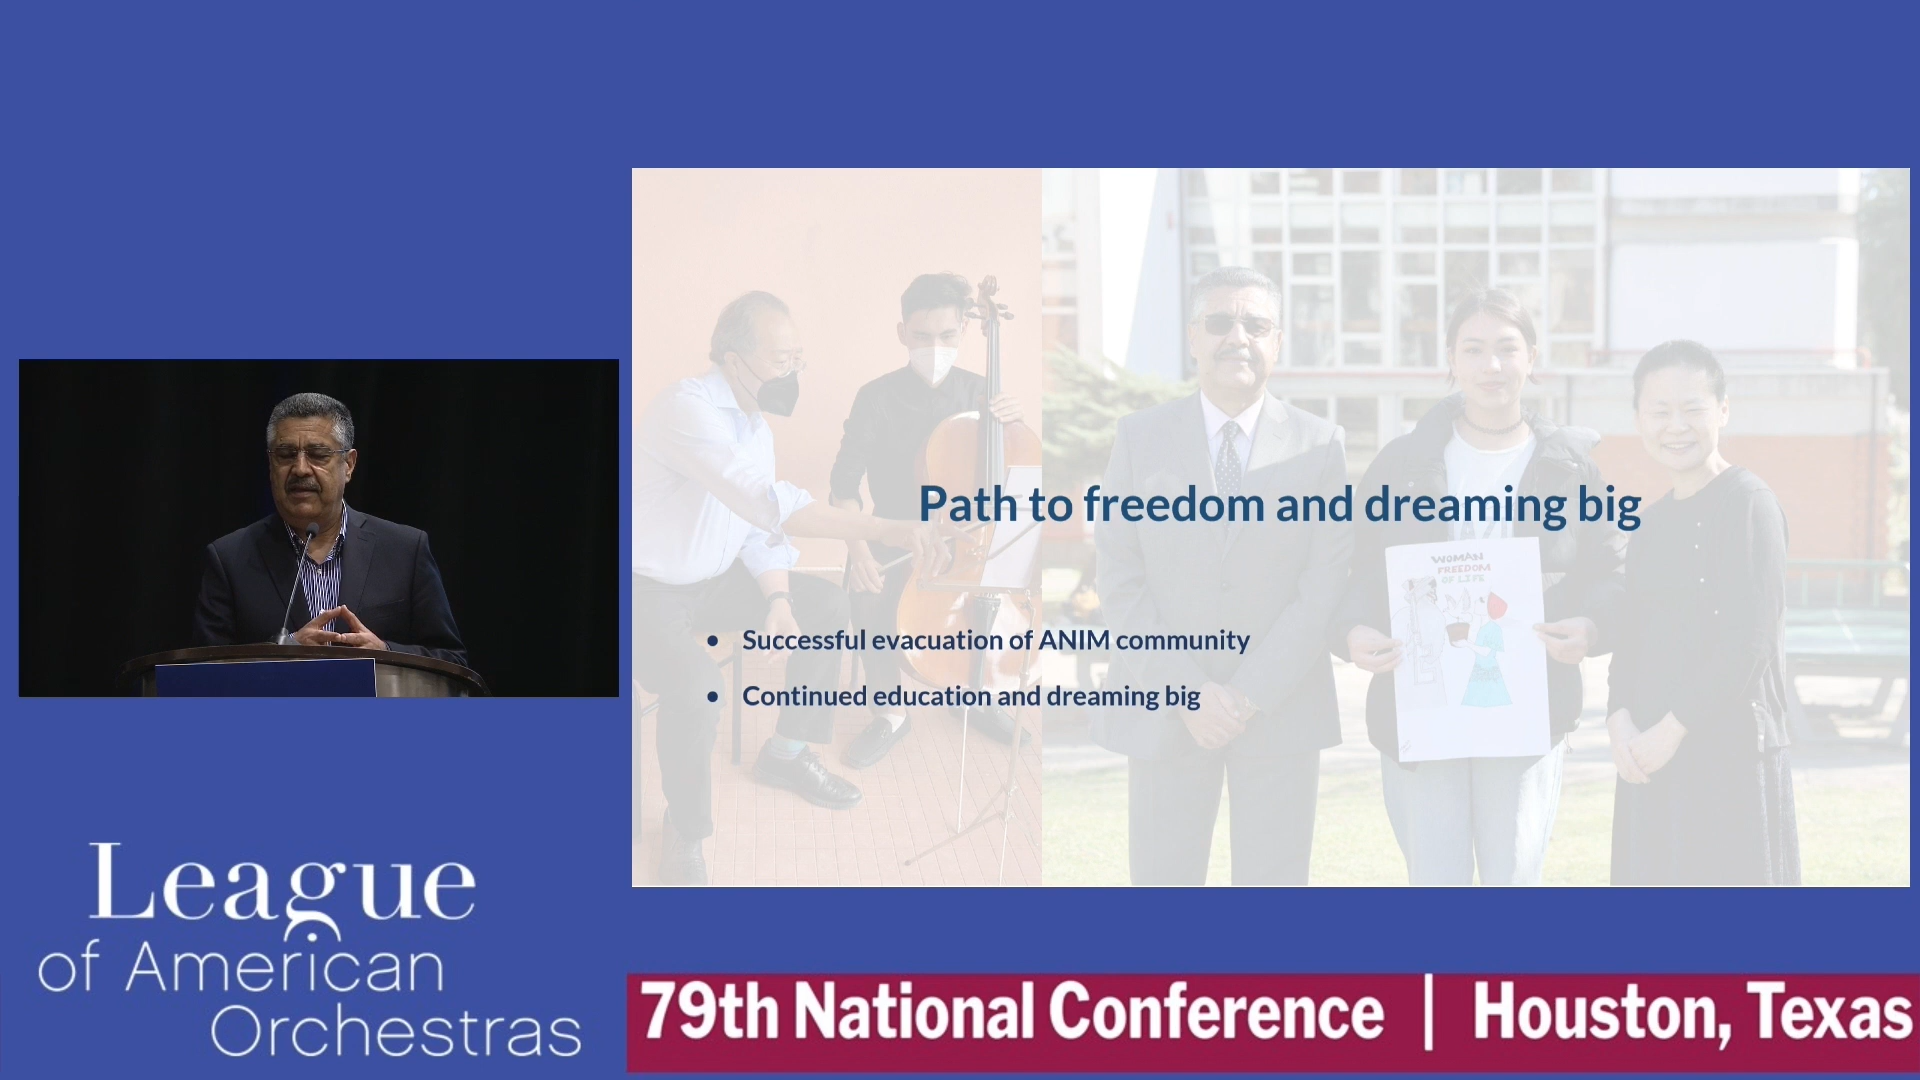 Path to freedom and dreaming big
WOMAN
FREEDOM
OF LIFE
• Successful evacuation of ANIM community
• Continued education and dreaming big
League
of American
Orchestras
79th National Conference | Houston, Texas